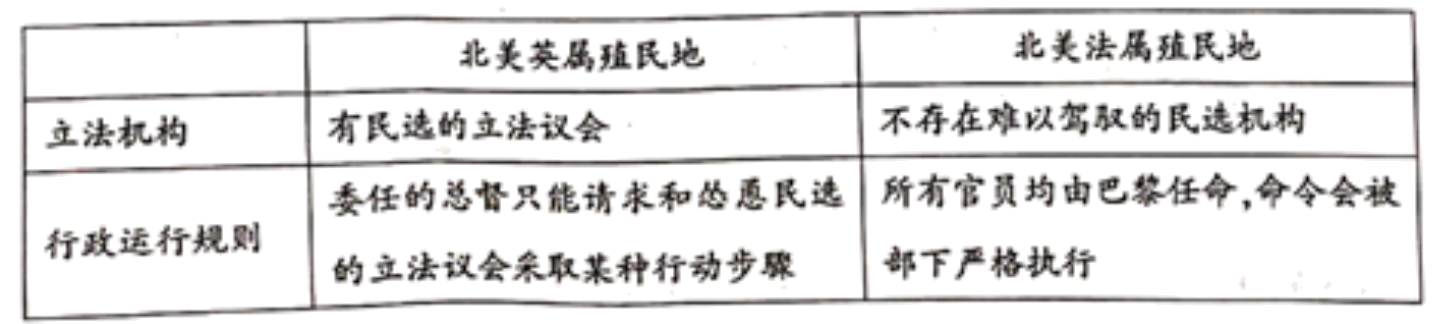 北美英属殖民地 北美法属殖民地
立法机构 有民选的立法议会 不存在难以驾驭的民选机构
行政运行规则
委任的总督只能请求和怂恿民选
的立法议会采取某种行动步骤
所有官员均由巴黎任命,命令会被
部下严格执行